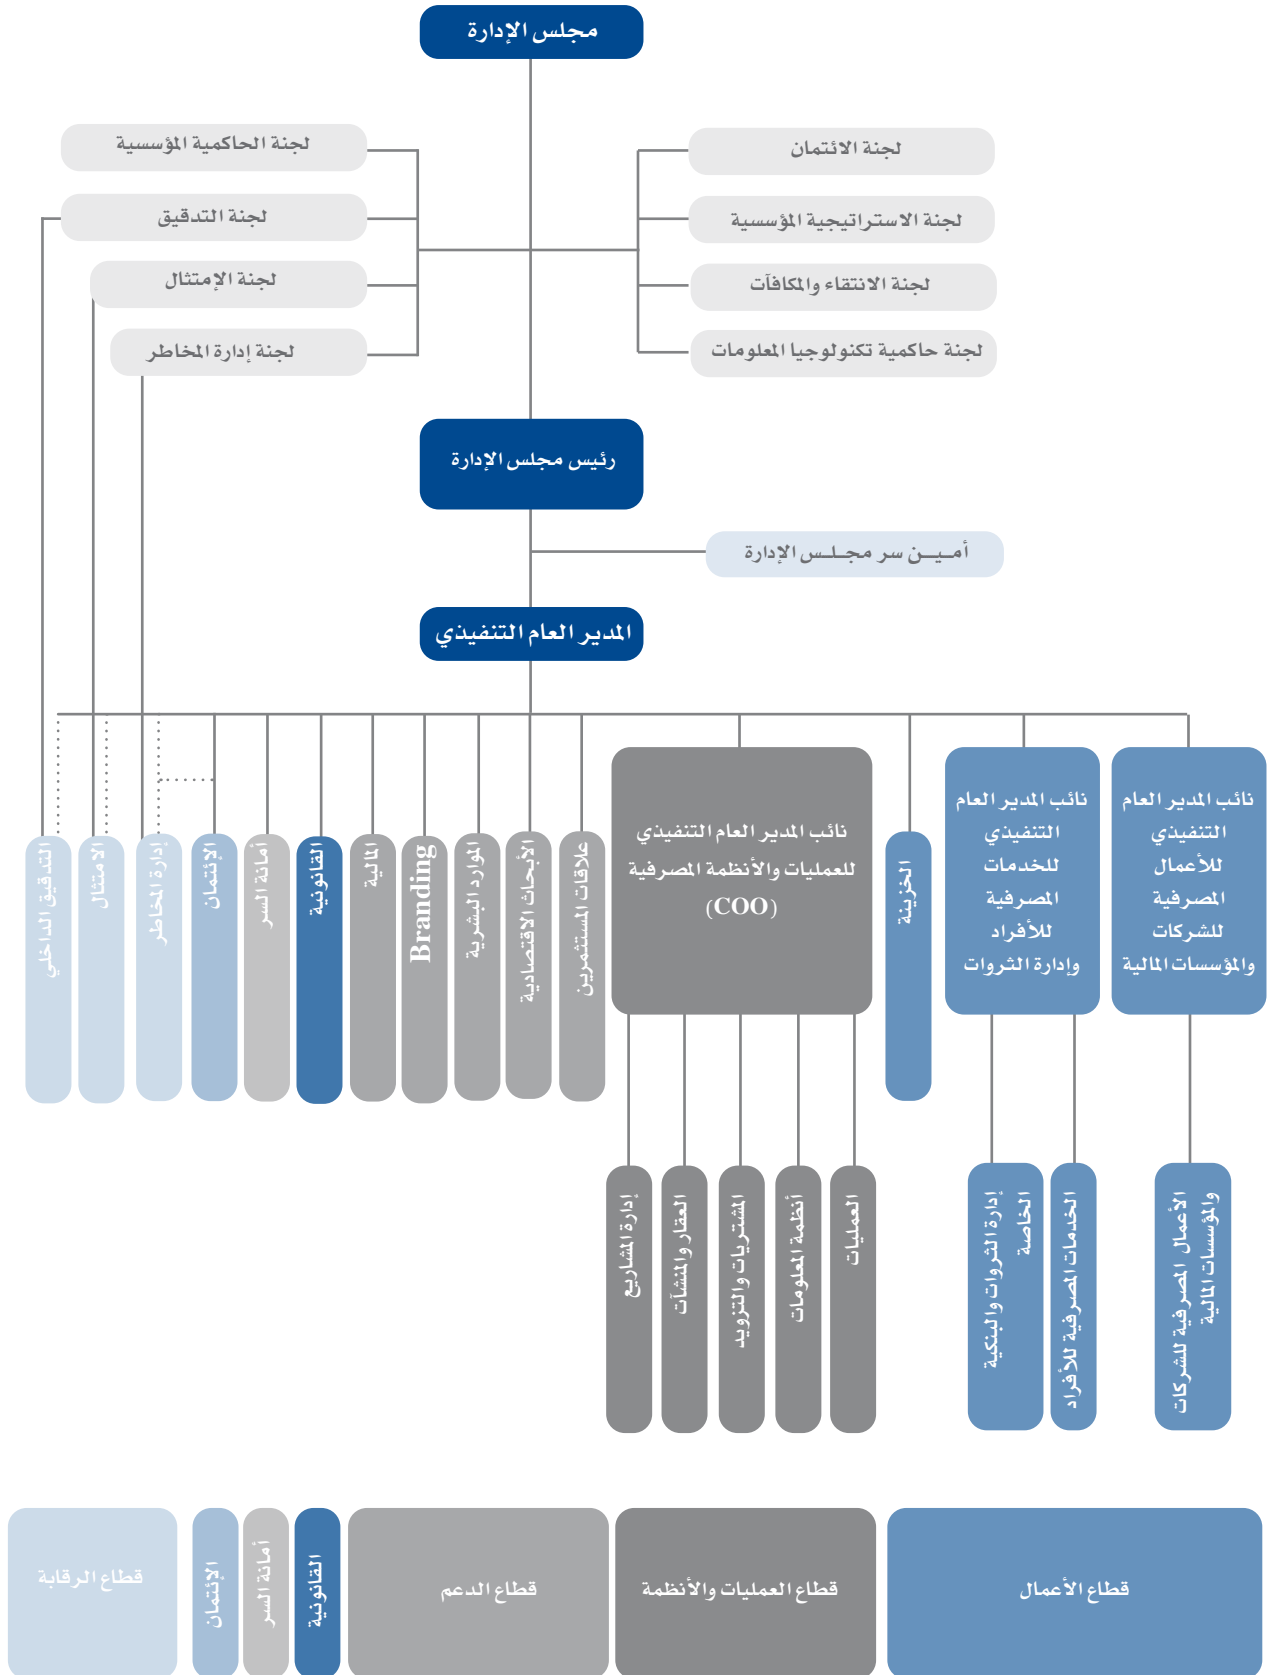 مجلس الإدارة
لجنة الائتمان
لجنة الاستراتيجية المؤسسية
لجنة الانتقاء والمكافآت
لجنة حاكمية تكنولوجيا المعلومات
لجنة الحاكمية المؤسسية
لجنة التدقيق
لجنة الإمتثال
لجنة إدارة المخاطر
رئيس مجلس الإدارة
أمـيــن سر مجـلـس الإدارة
المدير العام التنفيذي
نائب المدير العام
التنفيذي
للأعمال
المصرفية
للشركات
والمؤسسات المالية
نائب المدير العام
التنفيذي
للخدمات
المصرفية
للأفراد
وإدارة الثروات
الخزينة
نائب المدير العام التنفيذي
للعمليات والأنظمة المصرفية
(COO)
علاقات المستثمرين
الأبحاث الاقتصادية
الموارد البشرية
Branding
المالية
القانونية
أمانة السر
الإئتمان
إدارة المخاطر
الامتثال
التدقيق الداخلي
الأعمال المصرفية للشركات
والمؤسسات المالية
الخدمات المصرفية للأفراد
إدارة الثروات والبنكية
الخاصة
العمليات
أنظمة المعلومات
المشتريات والتزويد
العقار والمنشآت
إدارة المشاريع
قطاع الأعمال
قطاع العمليات والأنظمة
قطاع الدعم
القانونية
أمانة السر
الإئتمان
قطاع الرقابة